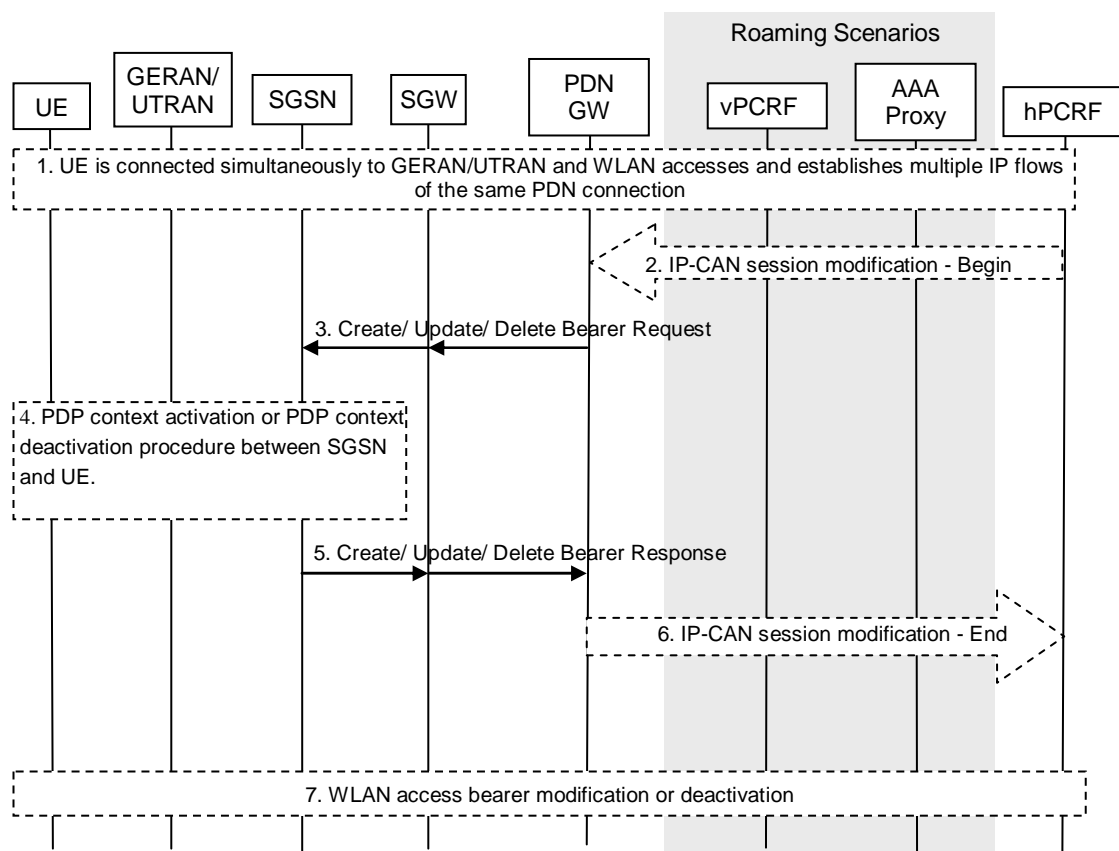 Roaming Scenarios
UE
GERAN/
UTRAN
SGSN
SGW
PDN
GW
vPCRF
AAA
Proxy
hPCRF
1. UE is connected simultaneously to GERAN/UTRAN and WLAN accesses and establishes multiple IP flows
of the same PDN connection
2. IP-CAN session modification - Begin
3. Create/ Update/ Delete Bearer Request
4. PDP context activation or PDP context
deactivation procedure between SGSN
and UE.
5. Create/ Update/ Delete Bearer Response
6. IP-CAN session modification - End
7. WLAN access bearer modification or deactivation